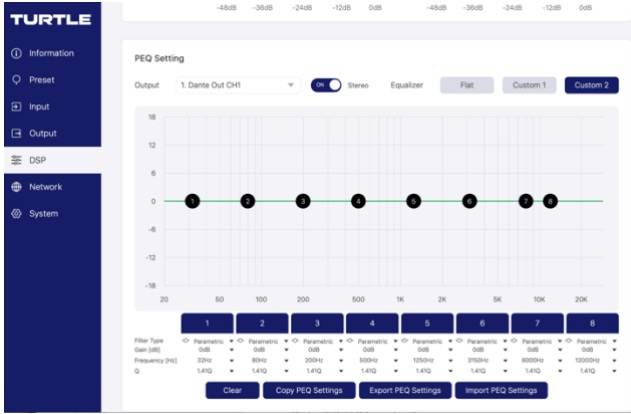 -48dB -36dB -24dB -12dB 0dB -48dB -36dB -24dB -12dB 0dB
TURTLE
Information
Preset
Input
Output
DSP
Network
System
PEQ Setting
Output 1. Dante Out CH1 ON Stereo Equalizer Flat Custom 1 Custom 2
18
12
6
0 1 2 3 4 5 6 7 8
-6
-12
-18
20 50 100 200 500 1K 2K 5K 10K 20K
1 2 3 4 5 6 7 8
Filter Type Parametric Parametric Parametric Parametric Parametric Parametric Parametric Parametric
Gain [dB] 0dB 0dB 0dB 0dB 0dB 0dB 0dB 0dB
Frequency [Hz] 32Hz 80Hz 200Hz 500Hz 1250Hz 3150Hz 8000Hz 12000Hz
Q 1.41Q 1.41Q 1.41Q 1.41Q 1.41Q 1.41Q 1.41Q 1.41Q
Clear Copy PEQ Settings Export PEQ Settings Import PEQ Settings